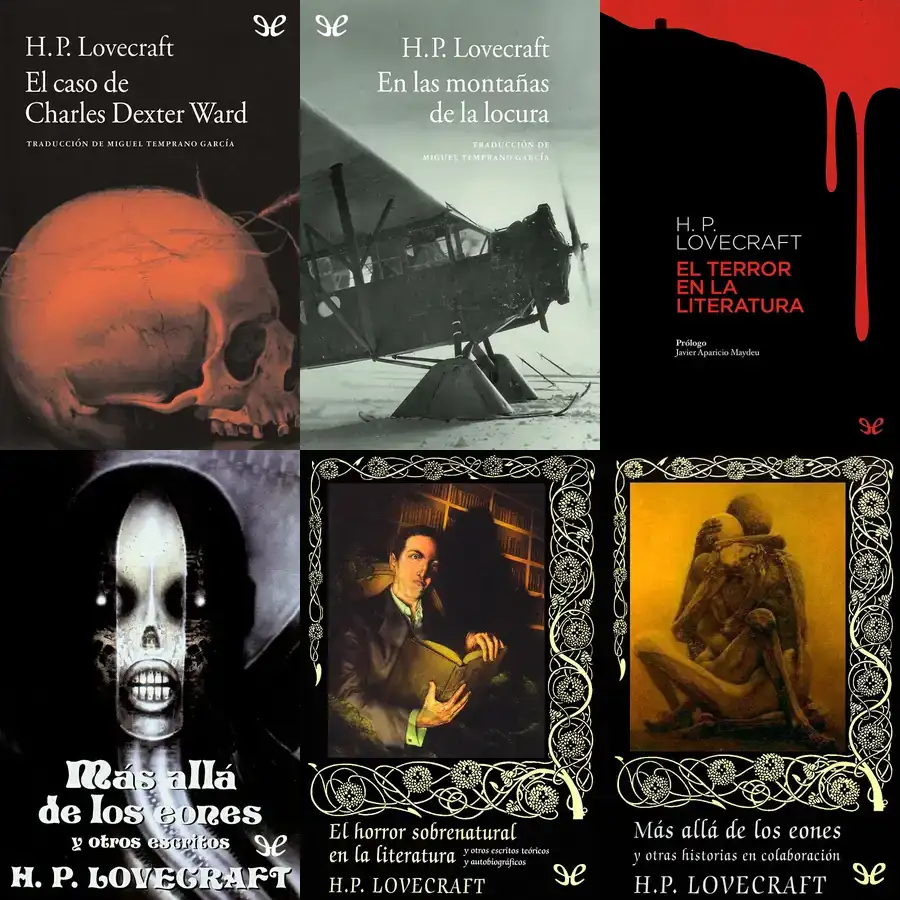 H.P. Lovecraft
El caso de
Charles Dexter Ward
TRADUCCIÓN DE MIGUEL TEMPRANO GARCÍA
H.P. Lovecraft
En las montañas
de la locura
TRADUCCIÓN DE
MIGUEL TEMPRANO GARCÍA
H. P.
LOVECRAFT
EL TERROR
EN LA
LITERATURA
Prólogo
Javier Aparicio Maydeu
Más allá
de los eones
y otros escritos
H. P. LOVECRAFT
El horror sobrenatural
en la literatura y otros escritos teóricos
y autobiográficos
H.P. LOVECRAFT
Más allá de los eones
y otras historias en colaboración
H.P. LOVECRAFT